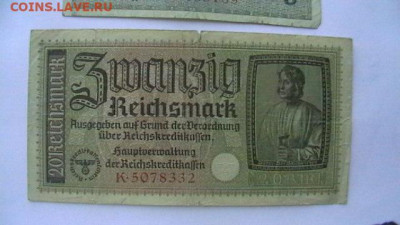 COINS.LAVE.RU
Zwanzig
Reichsmark
Ausgegeben auf Grund der Verordnung
über Reichskreditkassen.
Hauptverwaltung
der Reichskreditkassen
K·5078332
20 Reichsmark